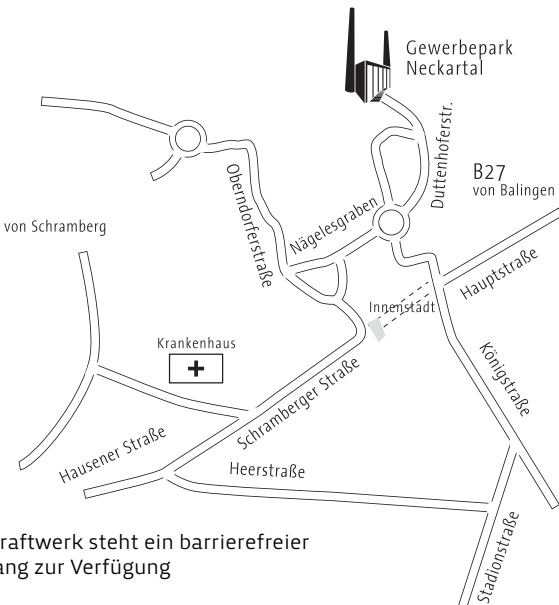 Gewerbepark
Neckartal
Duttenhoferstr.
B27
von Balingen
Oberndorferstraße
Nägelesgraben
von Schramberg
Hauptstraße
Innenstadt
Krankenhaus
Königstraße
Schramberger Straße
Hausener Straße
Heerstraße
Stadionstraße
raftwerk steht ein barrierefreier
ang zur Verfügung